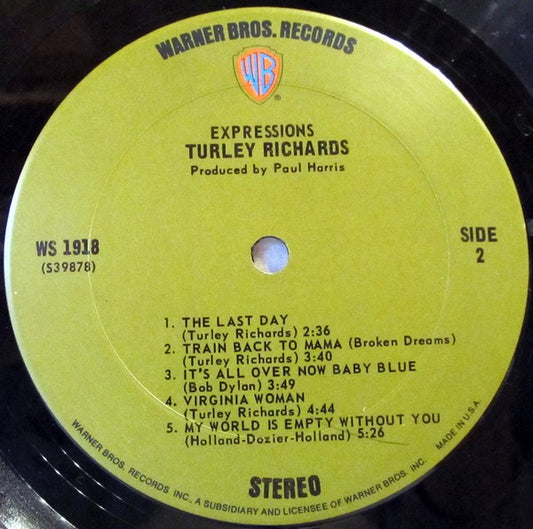 WARNER BROS. RECORDS
WB
®
EXPRESSIONS
TURLEY RICHARDS
Produced by Paul Harris
WS 1918
(S39878)
SIDE
2
1. THE LAST DAY
(Turley Richards) 2:36
2. TRAIN BACK TO MAMA (Broken Dreams)
(Turley Richards) 3:40
3. IT'S ALL OVER NOW BABY BLUE
(Bob Dylan) 3:49
4. VIRGINIA WOMAN
(Turley Richards) 4:44
5. MY WORLD IS EMPTY WITHOUT YOU
(Holland-Dozier-Holland) 5:26
STEREO
WARNER BROS. RECORDS INC., A SUBSIDIARY AND LICENSEE OF WARNER BROS. INC.
MADE IN U.S.A.